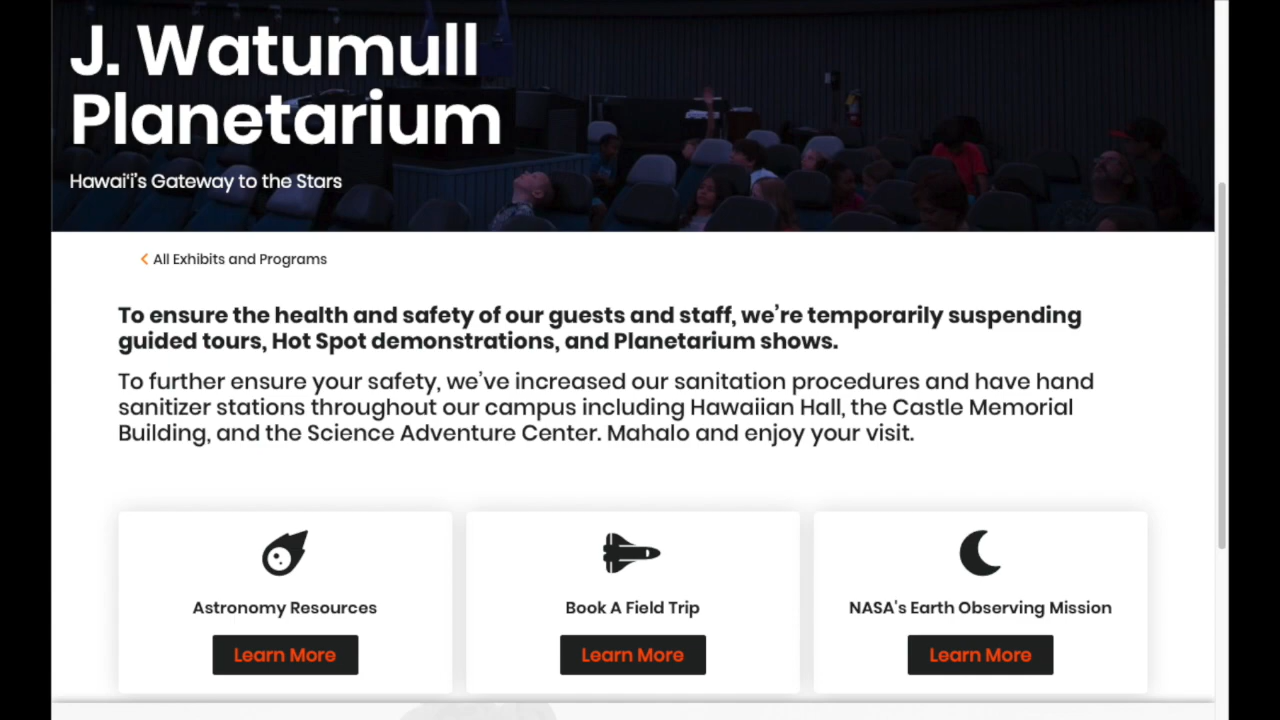 J. Watumull
Planetarium
Hawaiʻi’s Gateway to the Stars
All Exhibits and Programs
To ensure the health and safety of our guests and staff, we’re temporarily suspending
guided tours, Hot Spot demonstrations, and Planetarium shows.
To further ensure your safety, we’ve increased our sanitation procedures and have hand
sanitizer stations throughout our campus including Hawaiian Hall, the Castle Memorial
Building, and the Science Adventure Center. Mahalo and enjoy your visit.
Astronomy Resources
Book A Field Trip
NASA's Earth Observing Mission
Learn More
Learn More
Learn More